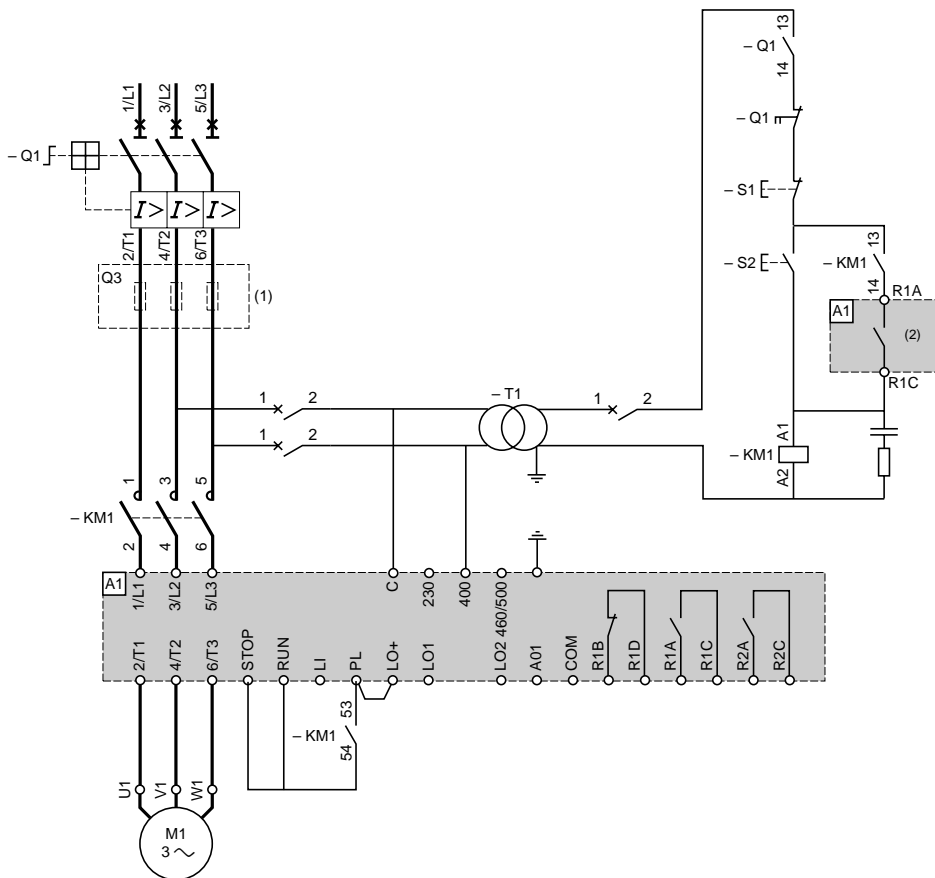 13
– Q1
14
– Q1
– S1
– S2
13
– KM1
14
R1A
A1
(2)
R1C
A1
– KM1
A2
1/L1
3/L2
5/L3
– Q1
I>
I>
I>
2/T1
4/T2
6/T3
Q3
(1)
1
2
– T1
1
2
1
2
1
3
5
– KM1
2
4
6
A1
1/L1
3/L2
5/L3
C
230
400
460/500
2/T1
4/T2
6/T3
STOP
RUN
LI
PL
LO+
LO1
LO2
A01
COM
R1B
R1D
R1A
R1C
R2A
R2C
53
– KM1
54
U1
V1
W1
M1
3